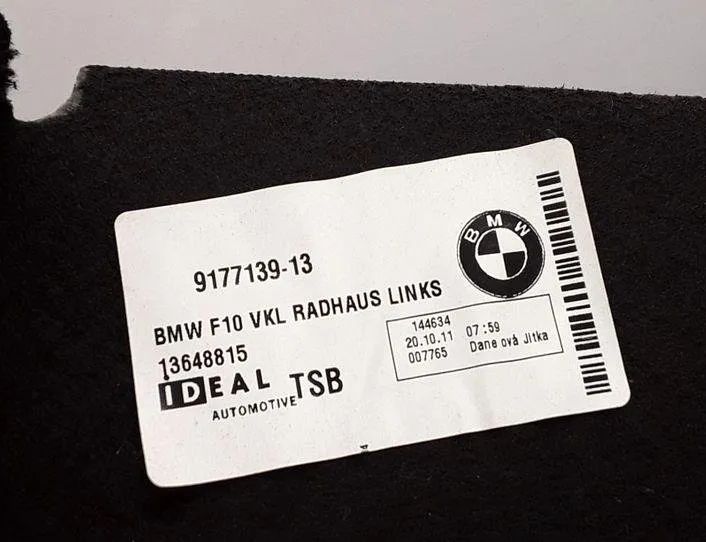 9177139-13
BMW
BMW F10 VKL RADHAUS LINKS
13648815
IDEAL TSB
AUTOMOTIVE
144634
20.10.11 07:59
007765 Dane ová Jitka